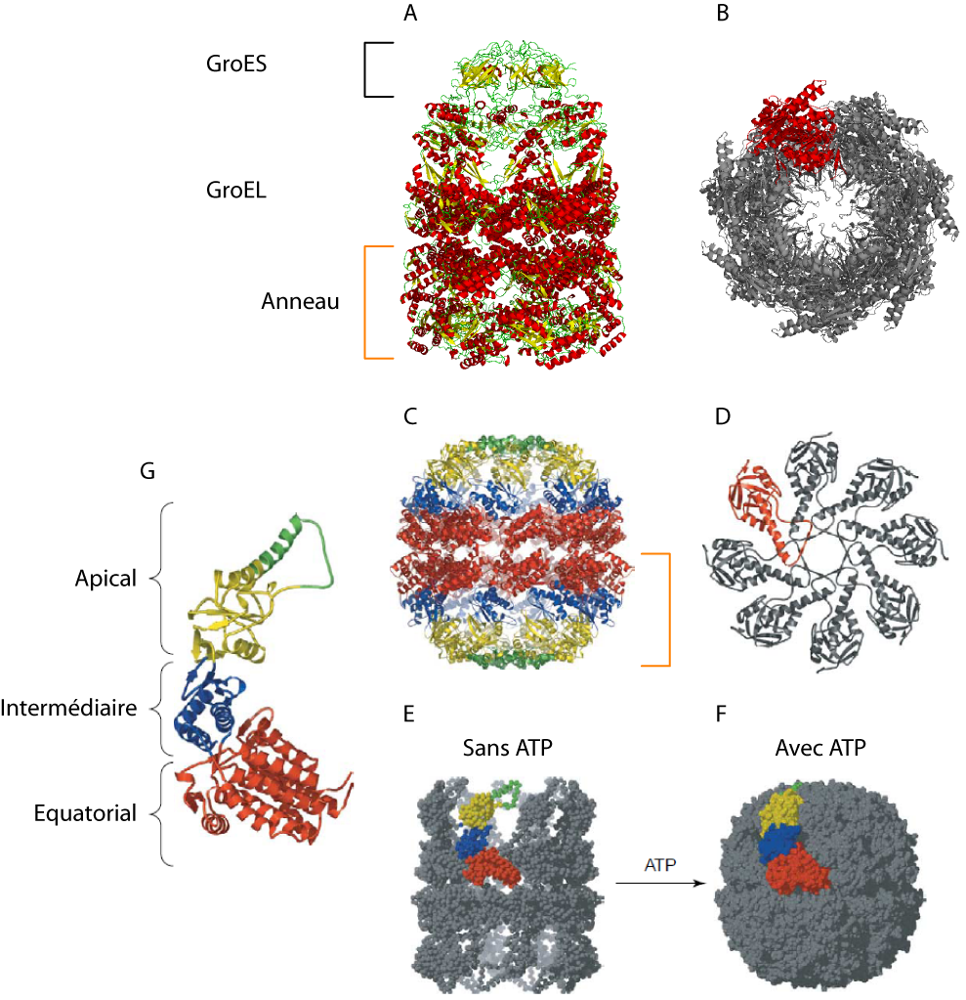 A
B
GroES
GroEL
Anneau
C
D
G
Apical
Intermédiaire
Equatorial
E
F
Sans ATP
Avec ATP
ATP